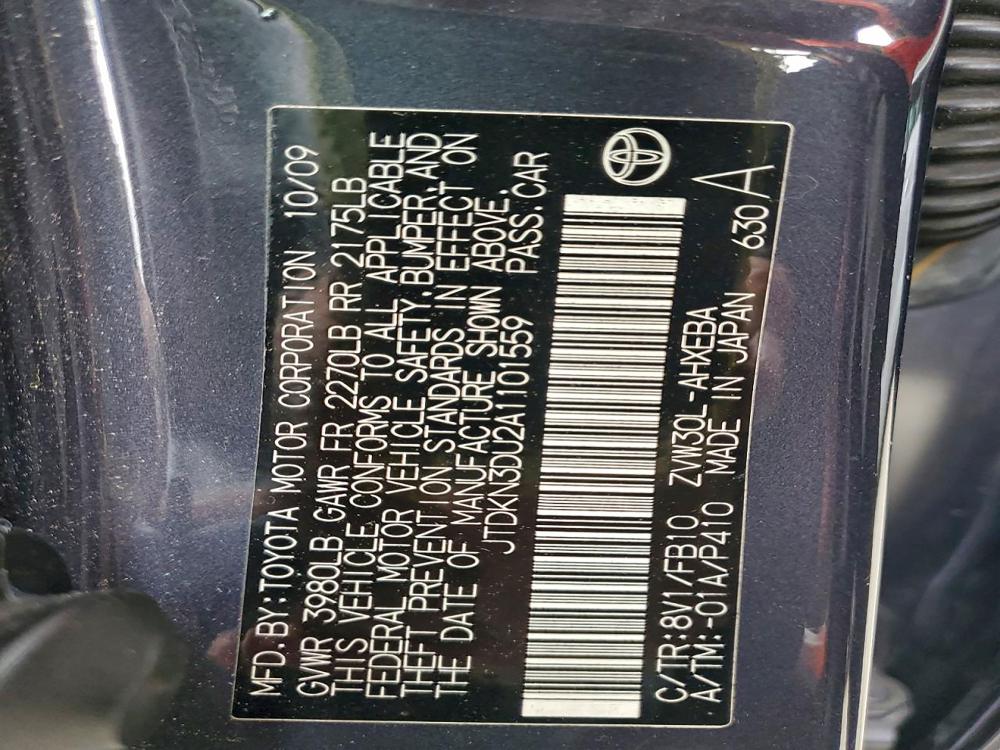 MFD. BY: TOYOTA MOTOR CORPORATION 10/09
GVWR 3980LB GAWR FR 2270LB RR 2175LB
THIS VEHICLE CONFORMS TO ALL APPLICABLE
FEDERAL MOTOR VEHICLE SAFETY, BUMPER, AND
THEFT PREVENTION STANDARDS IN EFFECT ON
THE DATE OF MANUFACTURE SHOWN ABOVE.
JTDKN3DU2A1101559 PASS. CAR
C/TR: 8V1/FB10 ZVW30L-AHXEBA 630
A/TM: -01A/P410 MADE IN JAPAN A